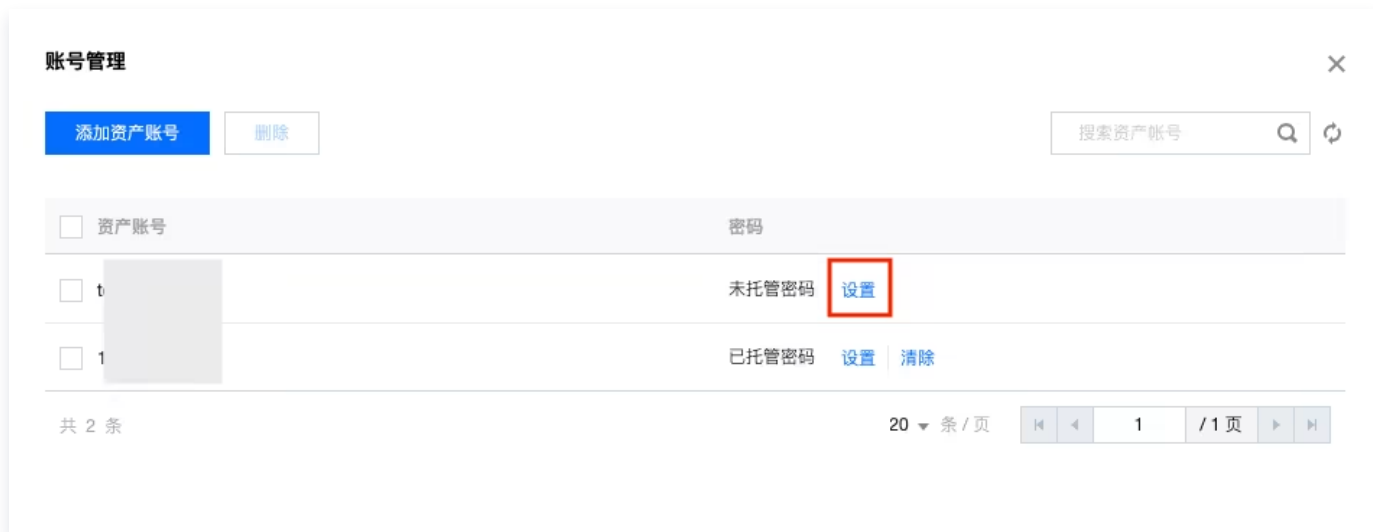 账号管理
添加资产账号 删除 搜索资产帐号
资产账号 密码
未托管密码 设置
已托管密码 设置 清除
共 2 条 20 条 / 页 1 / 1 页